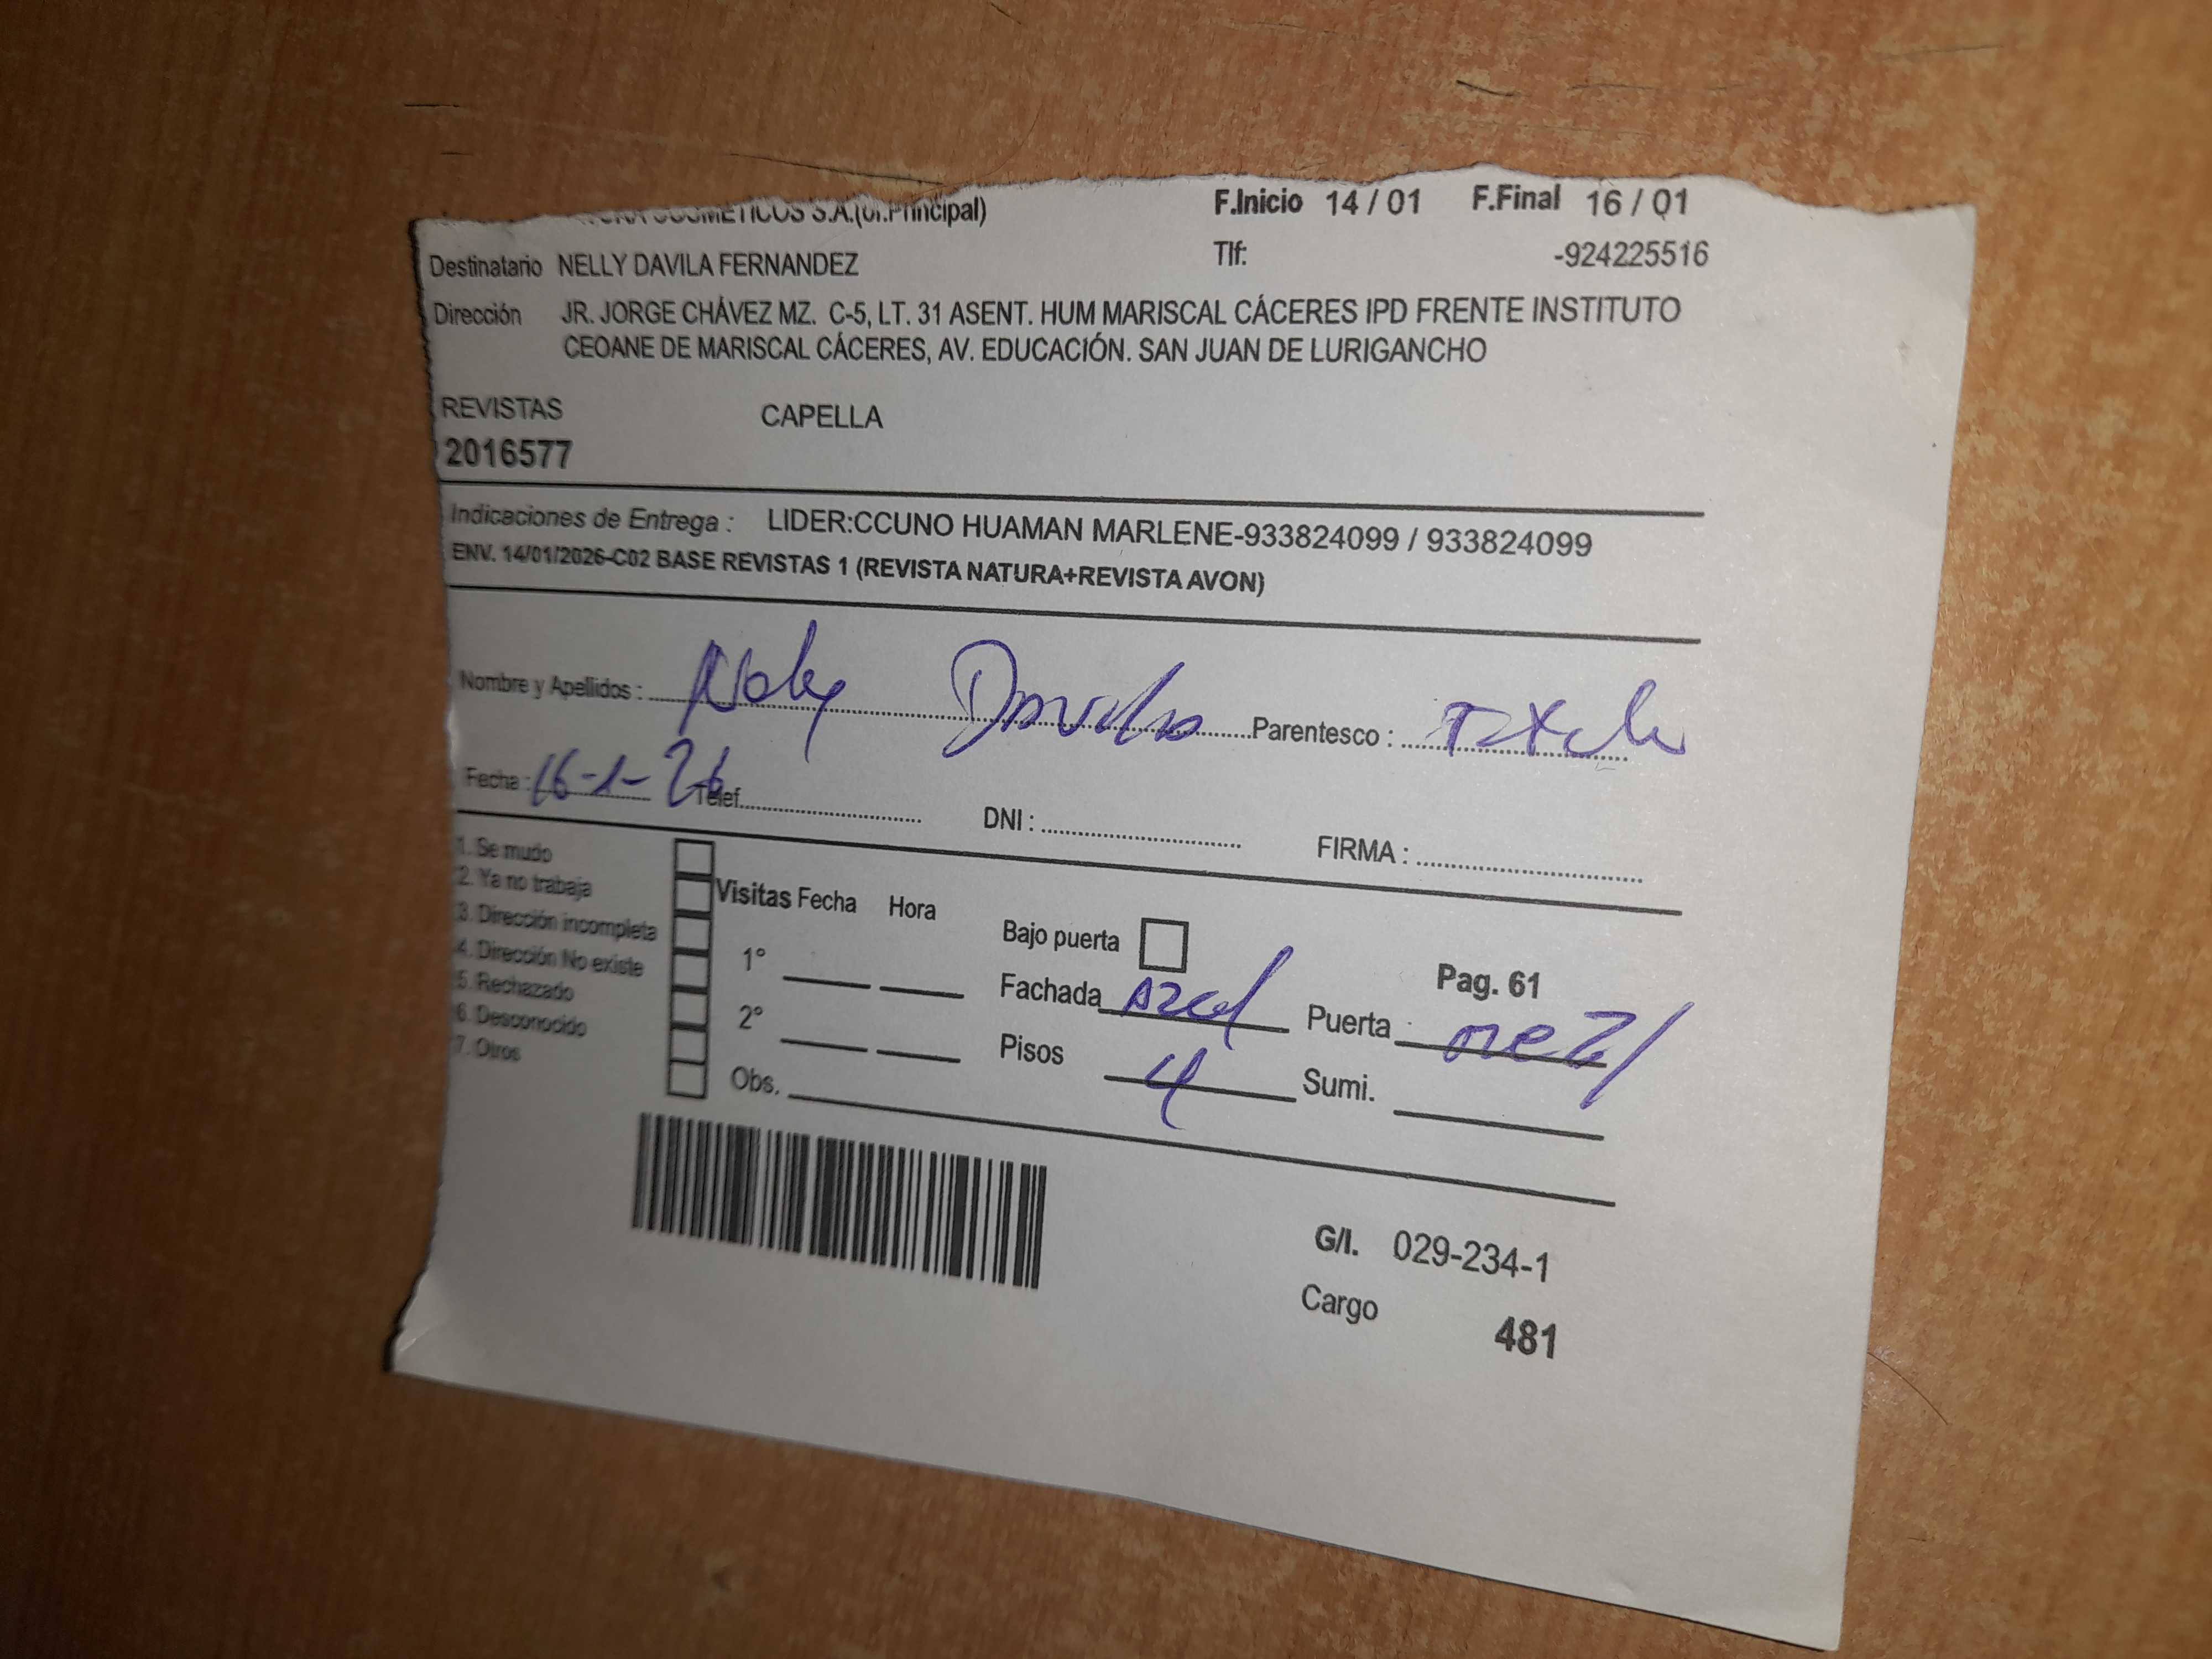 COSMETICOS S.A.(Of.Principal) F.Inicio 14 / 01 F.Final 16 / 01
Destinatario NELLY DAVILA FERNANDEZ Tlf: -924225516
Dirección JR. JORGE CHÁVEZ MZ. C-5, LT. 31 ASENT. HUM MARISCAL CÁCERES IPD FRENTE INSTITUTO
CEOANE DE MARISCAL CÁCERES, AV. EDUCACIÓN. SAN JUAN DE LURIGANCHO
REVISTAS CAPELLA
2016577
Indicaciones de Entrega : LIDER:CCUNO HUAMAN MARLENE-933824099 / 933824099
ENV. 14/01/2026-C02 BASE REVISTAS 1 (REVISTA NATURA+REVISTA AVON)
Nombre y Apellidos : Nely Davila Parentesco :
Fecha : 16-1-26 Telef. DNI : FIRMA :
1. Se mudo
2. Ya no trabaja
3. Dirección incompleta
4. Dirección No existe
5. Rechazado
6. Desconocido
7. Otros
Visitas Fecha Hora
1°
2°
Obs.
Bajo puerta Pag. 61
Fachada Azul Puerta metal
Pisos 4 Sumi.
G/I. 029-234-1
Cargo 481